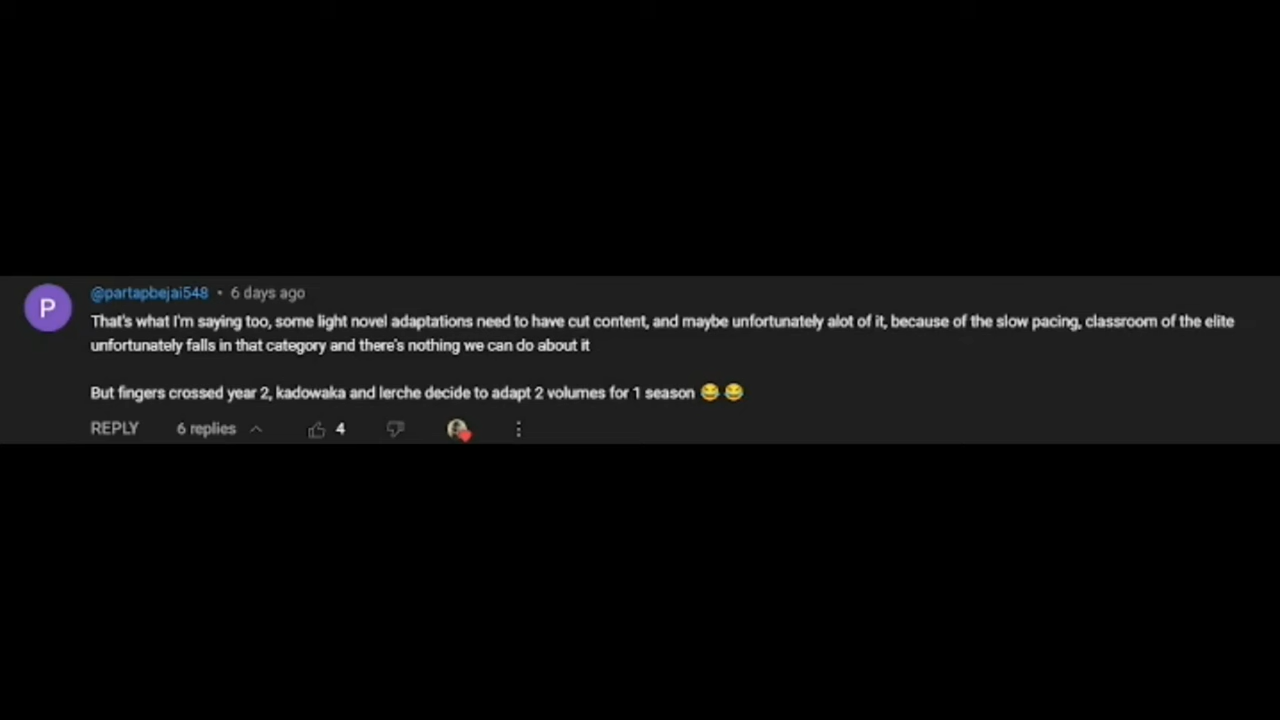 P
@partapbejai548 • 6 days ago
That's what I'm saying too, some light novel adaptations need to have cut content, and maybe unfortunately alot of it, because of the slow pacing, classroom of the elite
unfortunately falls in that category and there's nothing we can do about it
But fingers crossed year 2, kadowaka and lerche decide to adapt 2 volumes for 1 season 😂 😂
REPLY 6 replies 4